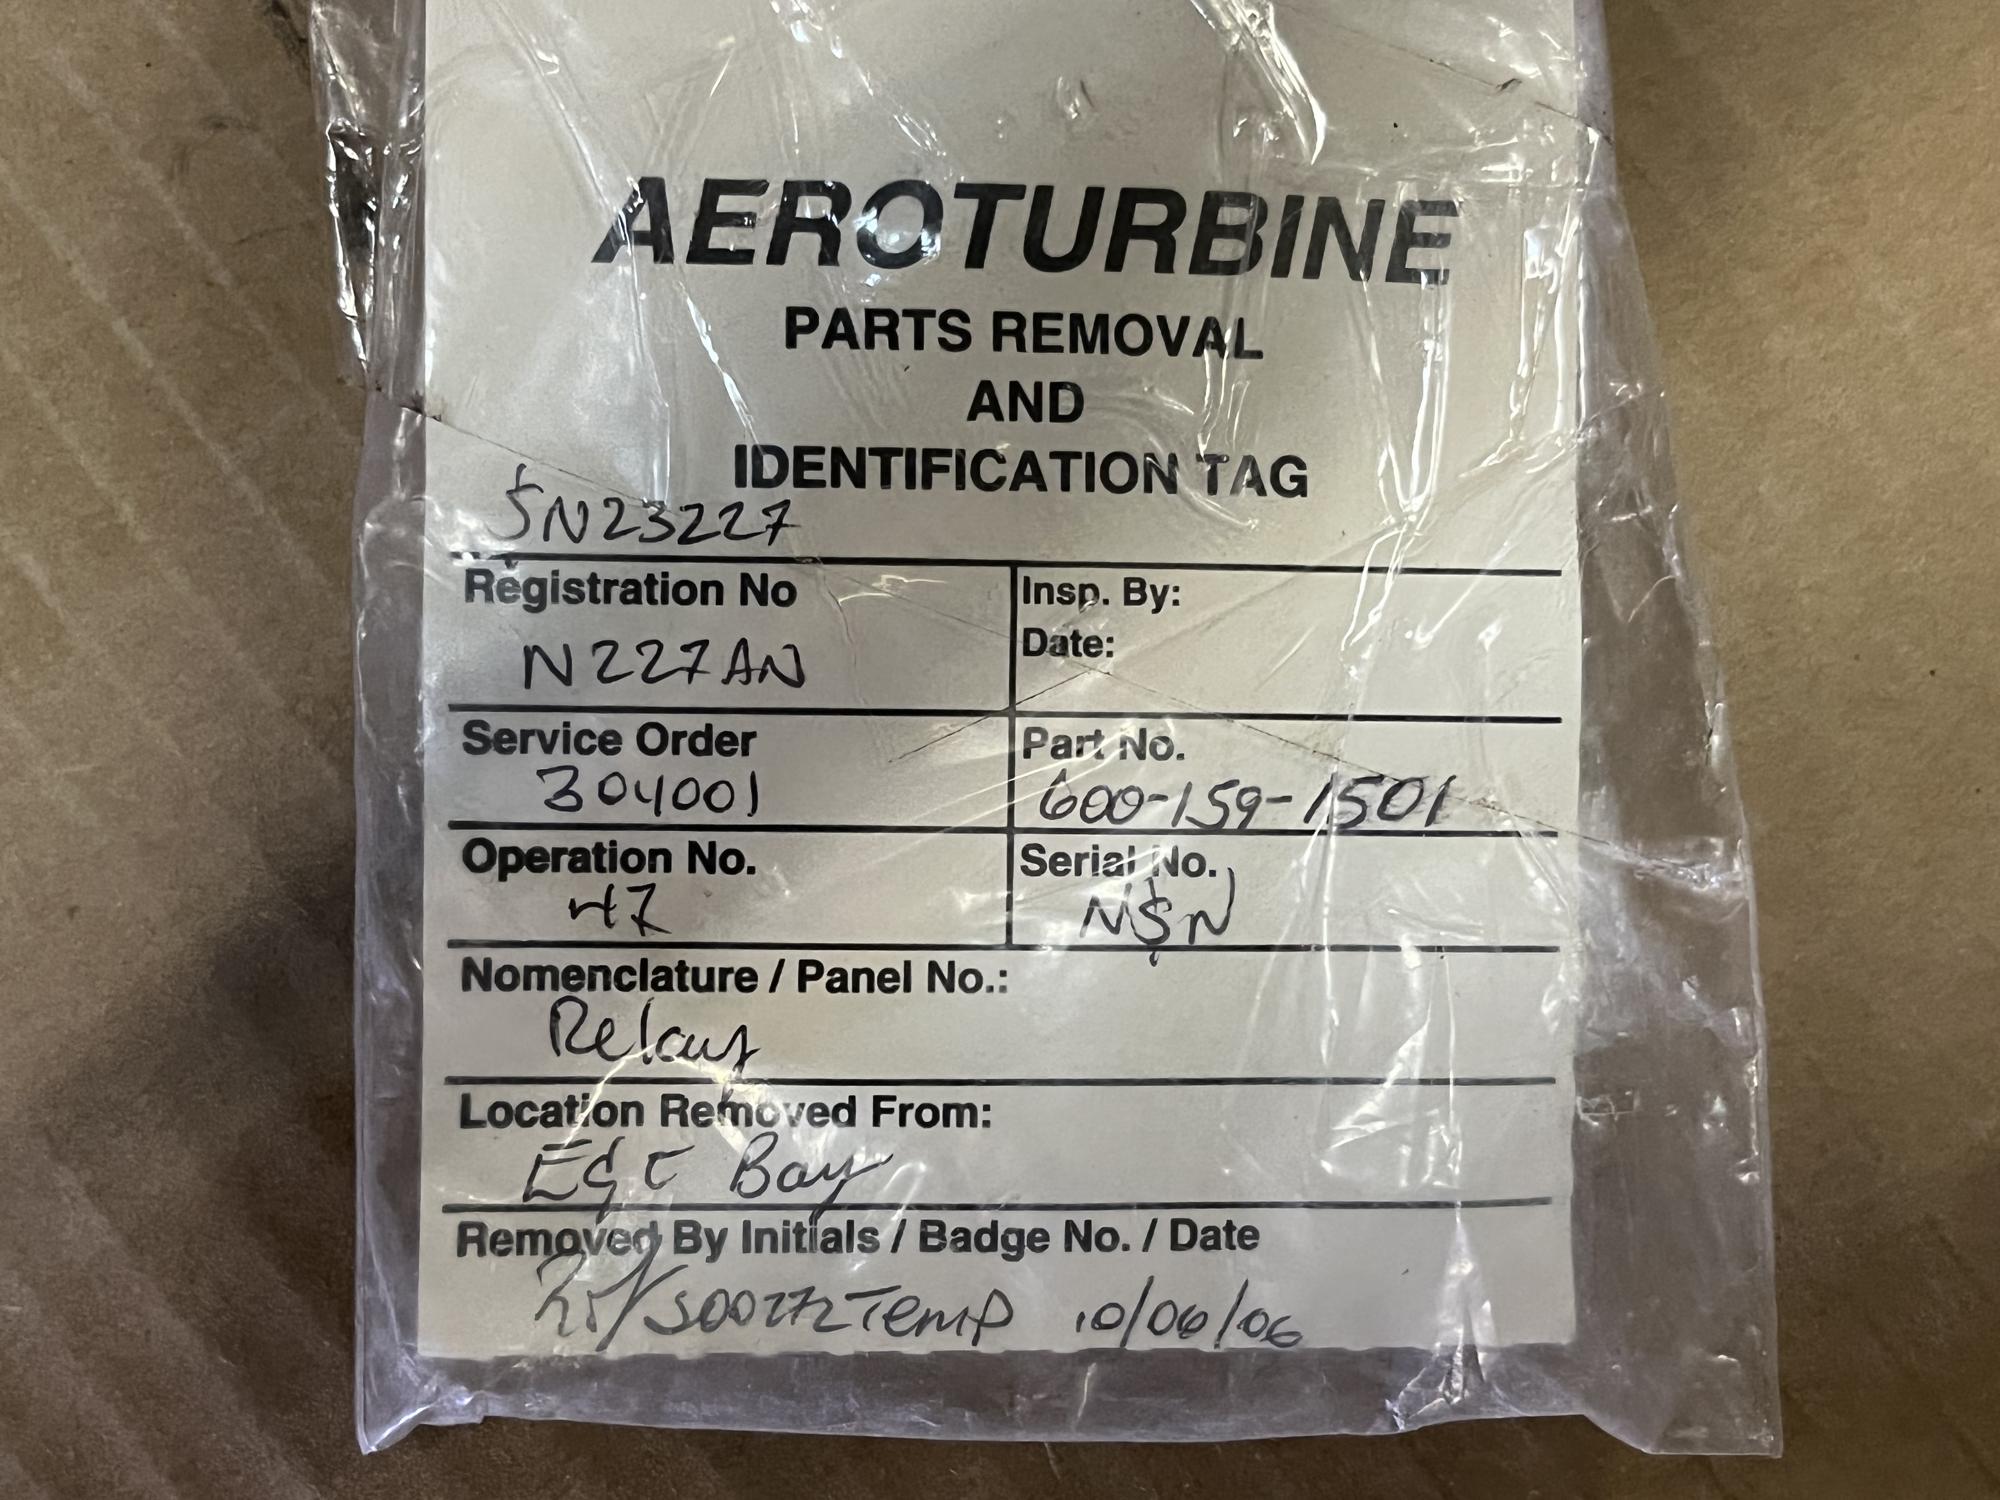 AEROTURBINE
PARTS REMOVAL
AND
IDENTIFICATION TAG
SN23227
Registration No
N227AN
Insp. By:
Date:
Service Order
304001
Part No.
600-159-1501
Operation No.
47
Serial No.
NSN
Nomenclature / Panel No.:
Relay
Location Removed From:
E&E Bay
Removed By Initials / Badge No. / Date
Temp 10/06/06